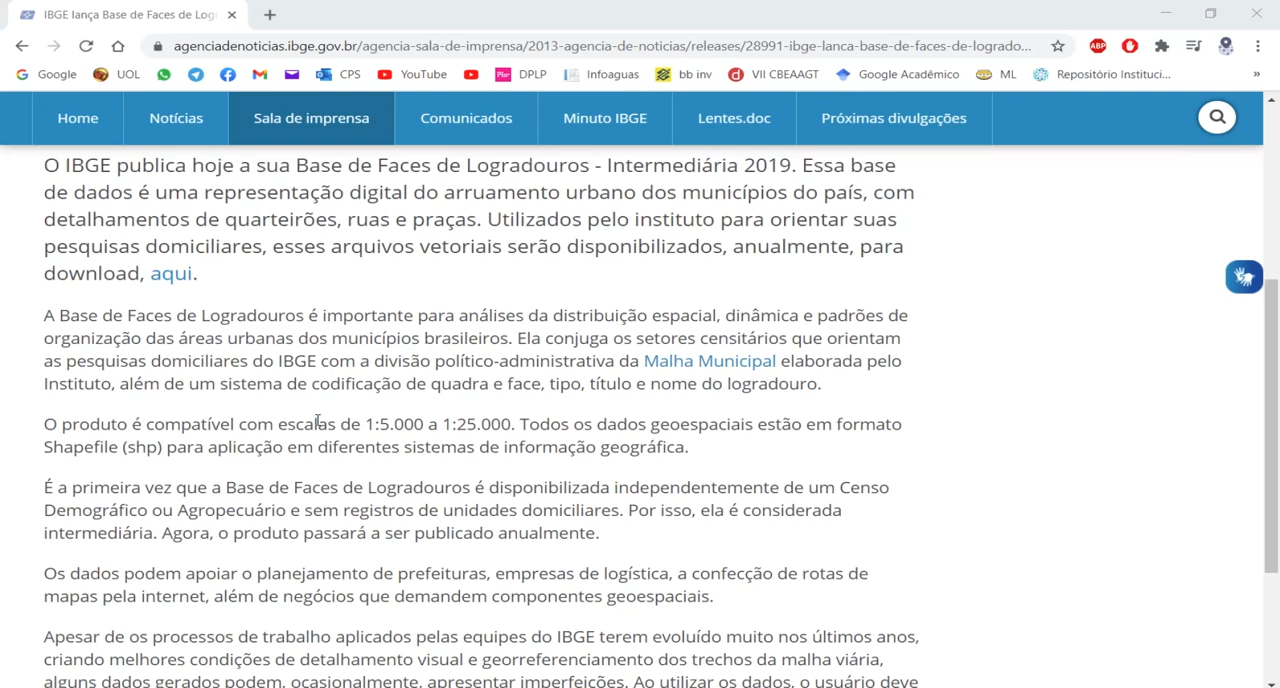 IBGE lança Base de Faces de Logr
agenciadenoticias.ibge.gov.br/agencia-sala-de-imprensa/2013-agencia-de-noticias/releases/28991-ibge-lanca-base-de-faces-de-logrado...
ABP
Google UOL CPS YouTube DPLP Infoaguas bb inv VII CBEAAGT Google Acadêmico ML Repositório Instituci... »
Home Notícias Sala de imprensa Comunicados Minuto IBGE Lentes.doc Próximas divulgações
O IBGE publica hoje a sua Base de Faces de Logradouros - Intermediária 2019. Essa base
de dados é uma representação digital do arruamento urbano dos municípios do país, com
detalhamentos de quarteirões, ruas e praças. Utilizados pelo instituto para orientar suas
pesquisas domiciliares, esses arquivos vetoriais serão disponibilizados, anualmente, para
download, aqui.
A Base de Faces de Logradouros é importante para análises da distribuição espacial, dinâmica e padrões de
organização das áreas urbanas dos municípios brasileiros. Ela conjuga os setores censitários que orientam
as pesquisas domiciliares do IBGE com a divisão político-administrativa da Malha Municipal elaborada pelo
Instituto, além de um sistema de codificação de quadra e face, tipo, título e nome do logradouro.
O produto é compatível com escalas de 1:5.000 a 1:25.000. Todos os dados geoespaciais estão em formato
Shapefile (shp) para aplicação em diferentes sistemas de informação geográfica.
É a primeira vez que a Base de Faces de Logradouros é disponibilizada independentemente de um Censo
Demográfico ou Agropecuário e sem registros de unidades domiciliares. Por isso, ela é considerada
intermediária. Agora, o produto passará a ser publicado anualmente.
Os dados podem apoiar o planejamento de prefeituras, empresas de logística, a confecção de rotas de
mapas pela internet, além de negócios que demandem componentes geoespaciais.
Apesar de os processos de trabalho aplicados pelas equipes do IBGE terem evoluído muito nos últimos anos,
criando melhores condições de detalhamento visual e georreferenciamento dos trechos da malha viária,
alguns dados gerados podem, ocasionalmente, apresentar imperfeições. Ao utilizar os dados, o usuário deve